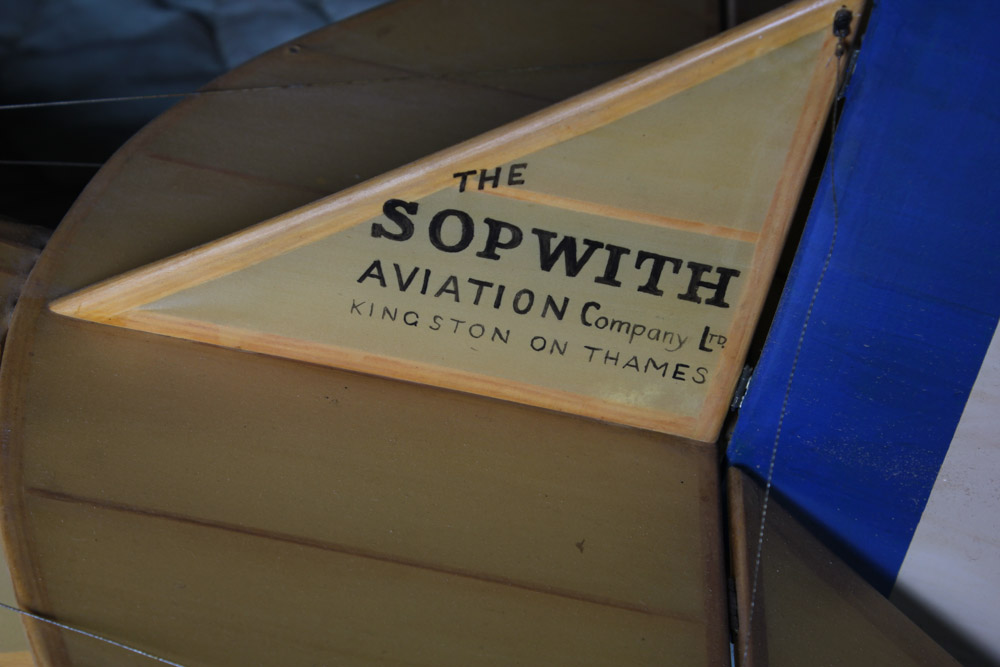 THE
SOPWITH
AVIATION Company LTD.
KINGSTON ON THAMES